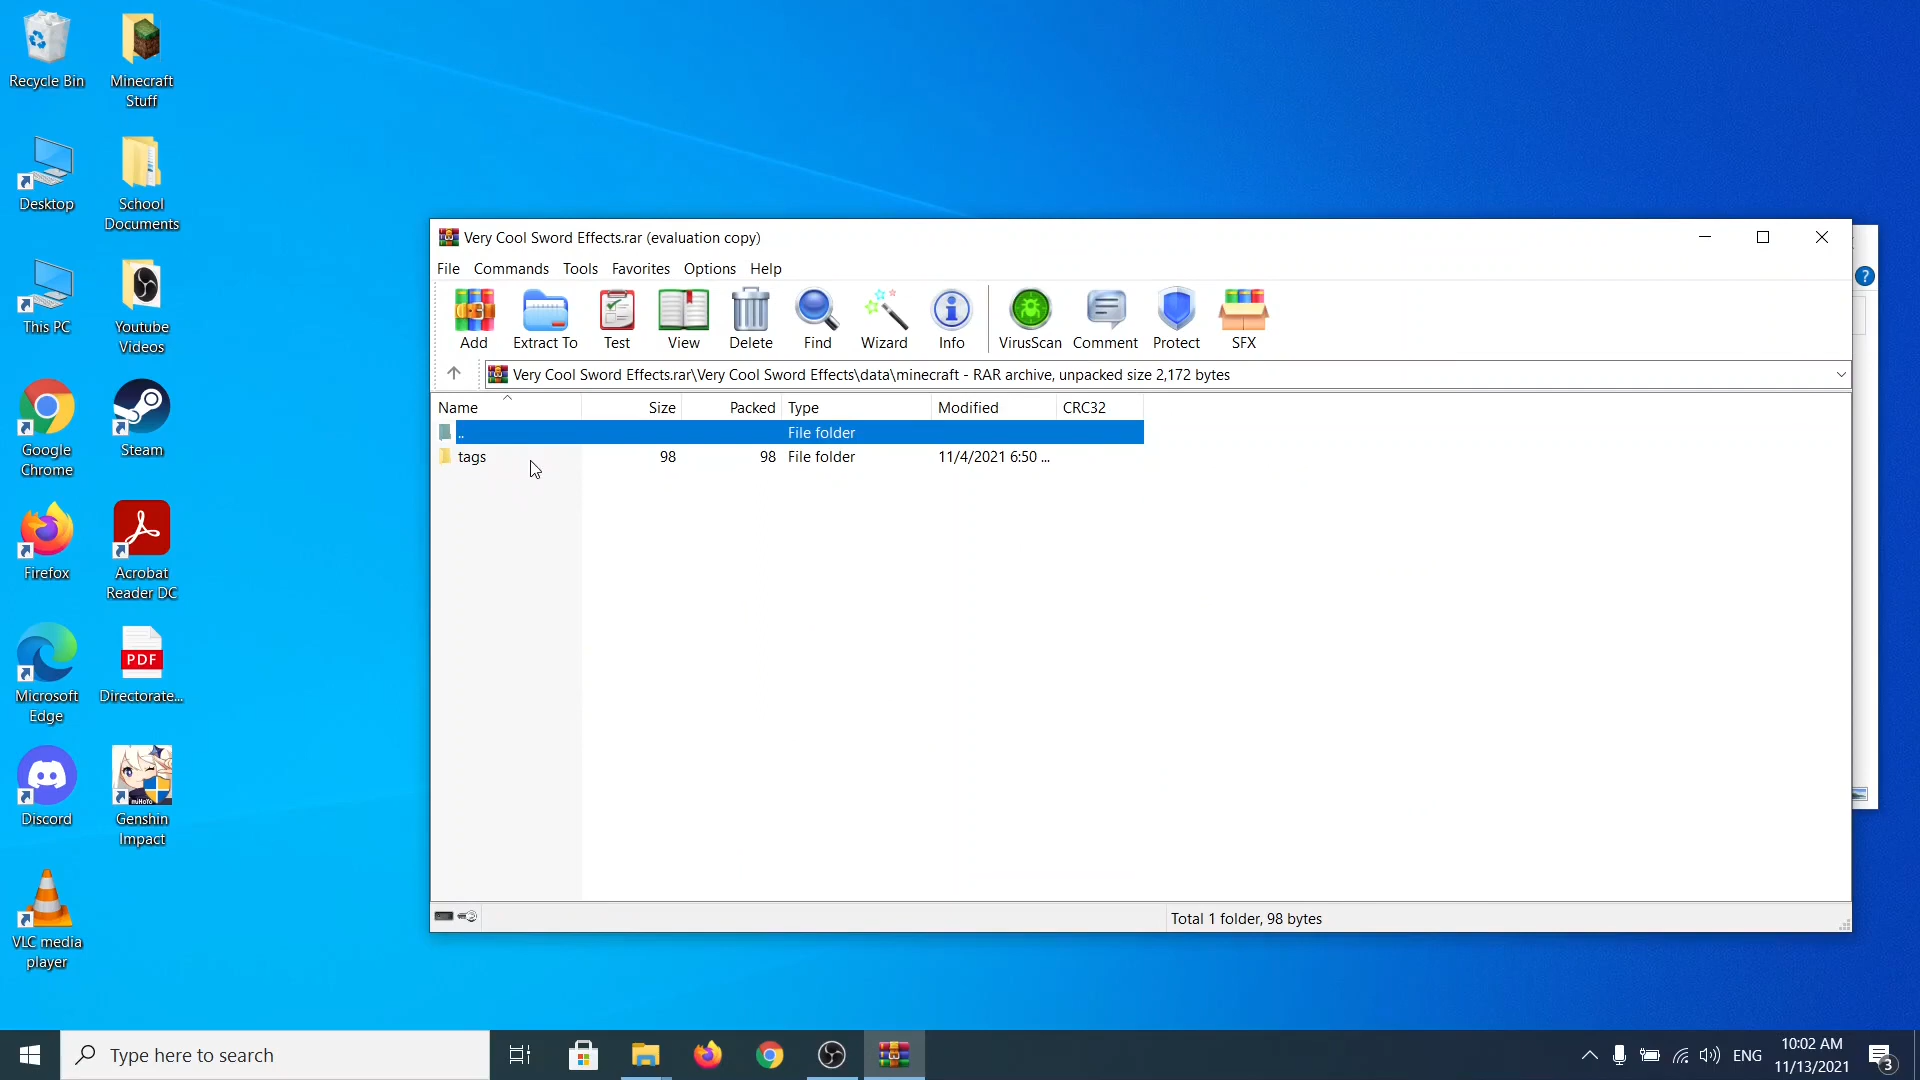 Recycle Bin
Minecraft
Stuff
Desktop
School
Documents
This PC
Youtube
Videos
Google
Chrome
Steam
Firefox
Acrobat
Reader DC
Microsoft
Edge
PDF
Directorate...
Discord
miHoYo
Genshin
Impact
VLC media
player
Very Cool Sword Effects.rar (evaluation copy)
File Commands Tools Favorites Options Help
Add Extract To Test View Delete Find Wizard Info VirusScan Comment Protect SFX
Very Cool Sword Effects.rar\Very Cool Sword Effects\data\minecraft - RAR archive, unpacked size 2,172 bytes
Name Size Packed Type Modified CRC32
.. File folder
tags 98 98 File folder 11/4/2021 6:50 ...
Total 1 folder, 98 bytes
?
Type here to search
ENG
10:02 AM
11/13/2021
3